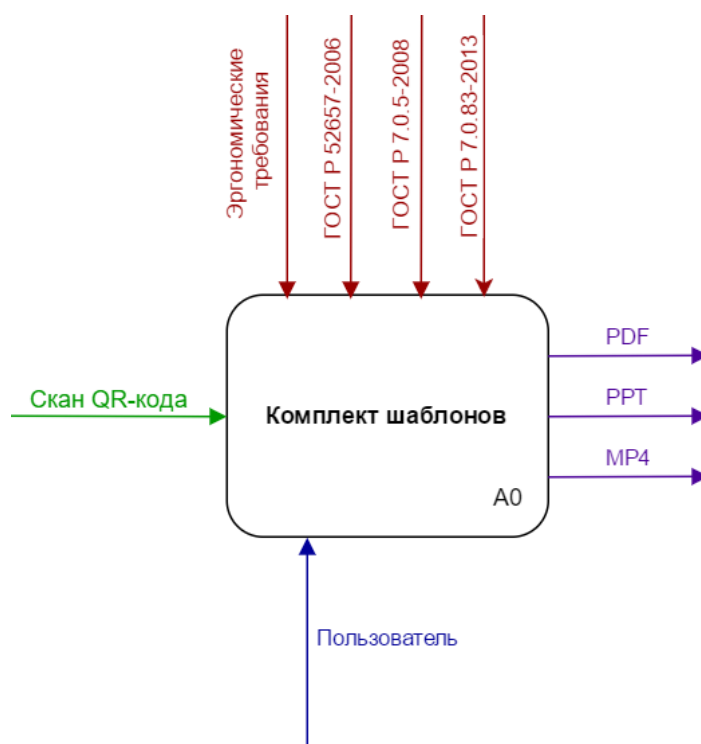 Эргономические
требования
ГОСТ Р 52657-2006
ГОСТ Р 7.0.5-2008
ГОСТ Р 7.0.83-2013
Скан QR-кода
Комплект шаблонов
A0
PDF
PPT
MP4
Пользователь